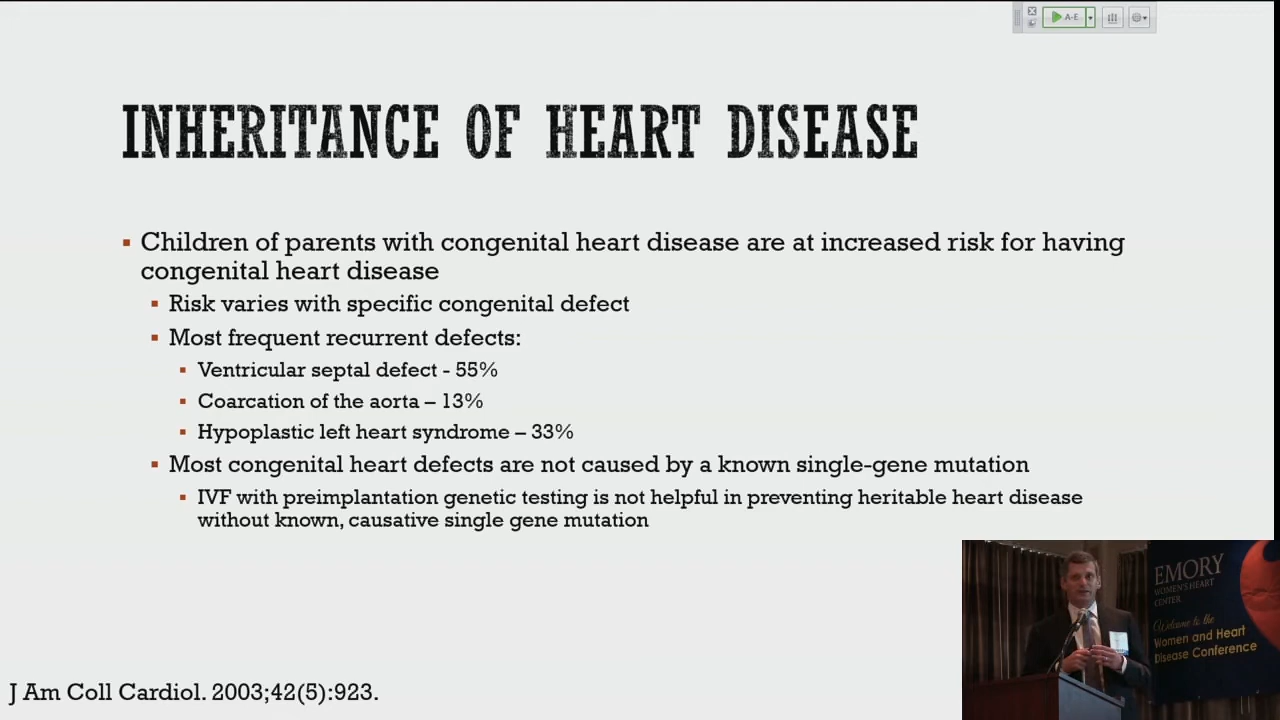 A-E
INHERITANCE OF HEART DISEASE
▪ Children of parents with congenital heart disease are at increased risk for having
congenital heart disease
▪ Risk varies with specific congenital defect
▪ Most frequent recurrent defects:
▪ Ventricular septal defect - 55%
▪ Coarcation of the aorta – 13%
▪ Hypoplastic left heart syndrome – 33%
▪ Most congenital heart defects are not caused by a known single-gene mutation
▪ IVF with preimplantation genetic testing is not helpful in preventing heritable heart disease
without known, causative single gene mutation
J Am Coll Cardiol. 2003;42(5):923.
EMORY
WOMEN'S HEART
CENTER
Welcome to the
Women and Heart
Disease Conference